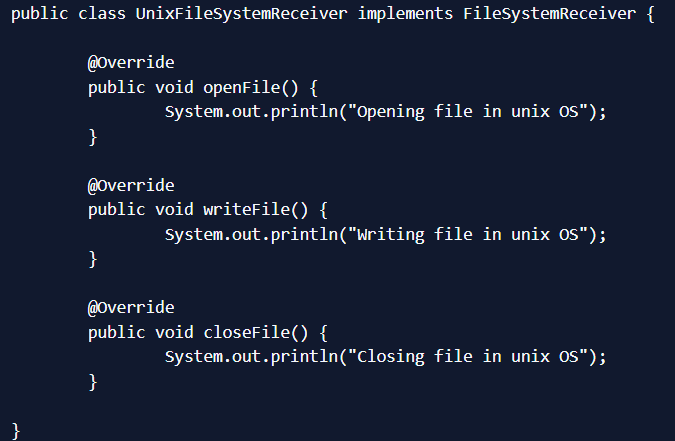 public class UnixFileSystemReceiver implements FileSystemReceiver {
@Override
public void openFile() {
System.out.println("Opening file in unix OS");
}
@Override
public void writeFile() {
System.out.println("Writing file in unix OS");
}
@Override
public void closeFile() {
System.out.println("Closing file in unix OS");
}
}